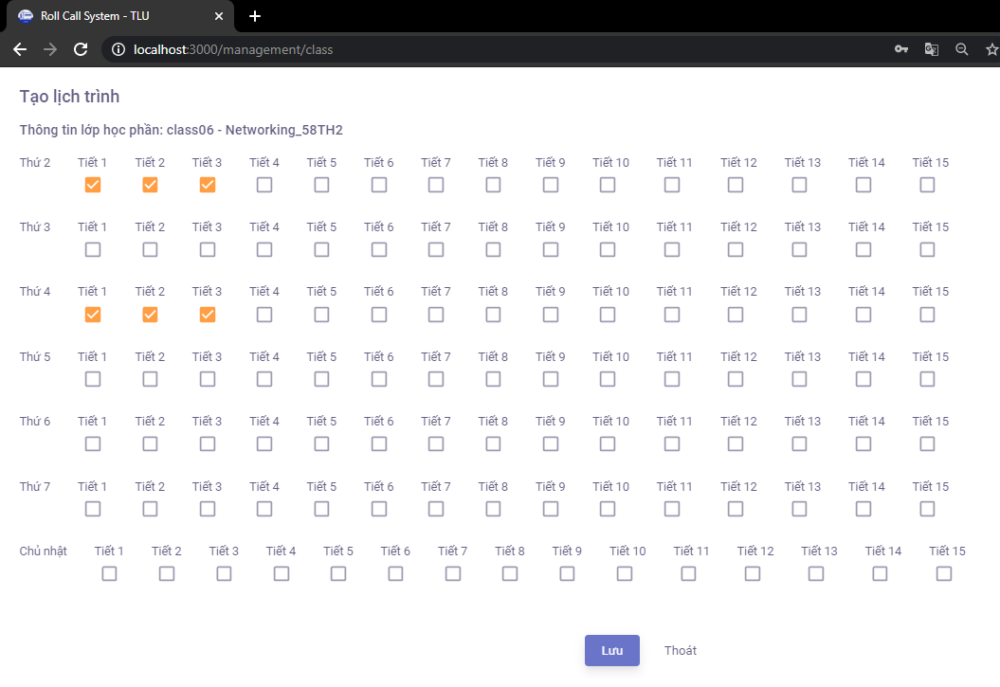 Roll Call System - TLU
localhost:3000/management/class
Tạo lịch trình
Thông tin lớp học phần: class06 - Networking_58TH2
Thứ 2 Tiết 1 Tiết 2 Tiết 3 Tiết 4 Tiết 5 Tiết 6 Tiết 7 Tiết 8 Tiết 9 Tiết 10 Tiết 11 Tiết 12 Tiết 13 Tiết 14 Tiết 15
Thứ 3 Tiết 1 Tiết 2 Tiết 3 Tiết 4 Tiết 5 Tiết 6 Tiết 7 Tiết 8 Tiết 9 Tiết 10 Tiết 11 Tiết 12 Tiết 13 Tiết 14 Tiết 15
Thứ 4 Tiết 1 Tiết 2 Tiết 3 Tiết 4 Tiết 5 Tiết 6 Tiết 7 Tiết 8 Tiết 9 Tiết 10 Tiết 11 Tiết 12 Tiết 13 Tiết 14 Tiết 15
Thứ 5 Tiết 1 Tiết 2 Tiết 3 Tiết 4 Tiết 5 Tiết 6 Tiết 7 Tiết 8 Tiết 9 Tiết 10 Tiết 11 Tiết 12 Tiết 13 Tiết 14 Tiết 15
Thứ 6 Tiết 1 Tiết 2 Tiết 3 Tiết 4 Tiết 5 Tiết 6 Tiết 7 Tiết 8 Tiết 9 Tiết 10 Tiết 11 Tiết 12 Tiết 13 Tiết 14 Tiết 15
Thứ 7 Tiết 1 Tiết 2 Tiết 3 Tiết 4 Tiết 5 Tiết 6 Tiết 7 Tiết 8 Tiết 9 Tiết 10 Tiết 11 Tiết 12 Tiết 13 Tiết 14 Tiết 15
Chủ nhật Tiết 1 Tiết 2 Tiết 3 Tiết 4 Tiết 5 Tiết 6 Tiết 7 Tiết 8 Tiết 9 Tiết 10 Tiết 11 Tiết 12 Tiết 13 Tiết 14 Tiết 15
Lưu Thoát